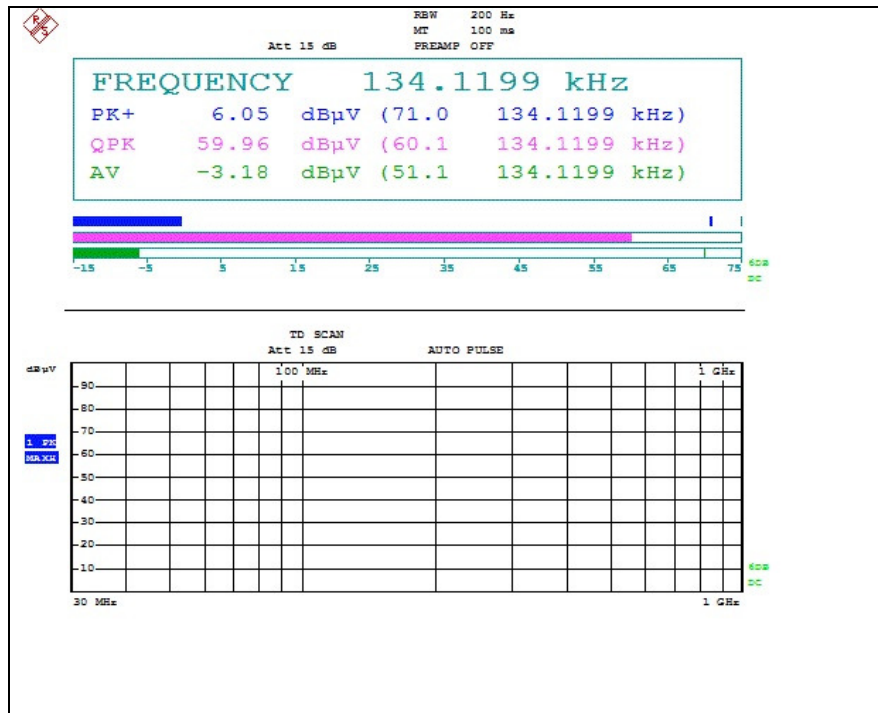 R S
RBW 200 Hz
MT 100 ms
Att 15 dB PREAMP OFF
FREQUENCY 134.1199 kHz
PK+ 6.05 dBµV (71.0 134.1199 kHz)
QPK 59.96 dBµV (60.1 134.1199 kHz)
AV -3.18 dBµV (51.1 134.1199 kHz)
-15 -5 5 15 25 35 45 55 65 75
6DB
DC
TD SCAN
Att 15 dB AUTO PULSE
dBµV
100 MHz 1 GHz
90
80
70
1 PK
MAXH
60
50
40
30
20
10
6DB
DC
30 MHz 1 GHz